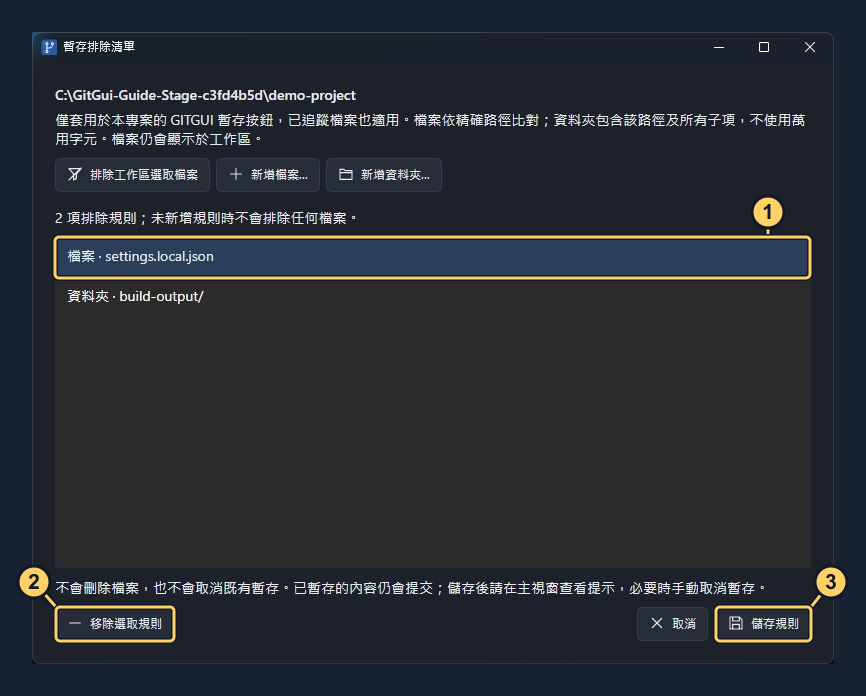 暫存排除清單
C:\GitGui-Guide-Stage-c3fd4b5d\demo-project
僅套用於本專案的 GITGUI 暫存按鈕，已追蹤檔案也適用。檔案依精確路徑比對；資料夾包含該路徑及所有子項，不使用萬
用字元。檔案仍會顯示於工作區。
排除工作區選取檔案 新增檔案... 新增資料夾...
2 項排除規則；未新增規則時不會排除任何檔案。
1
檔案 · settings.local.json
資料夾 · build-output/
2
不會刪除檔案，也不會取消既有暫存。已暫存的內容仍會提交；儲存後請在主視窗查看提示，必要時手動取消暫存。
3
移除選取規則 取消 儲存規則